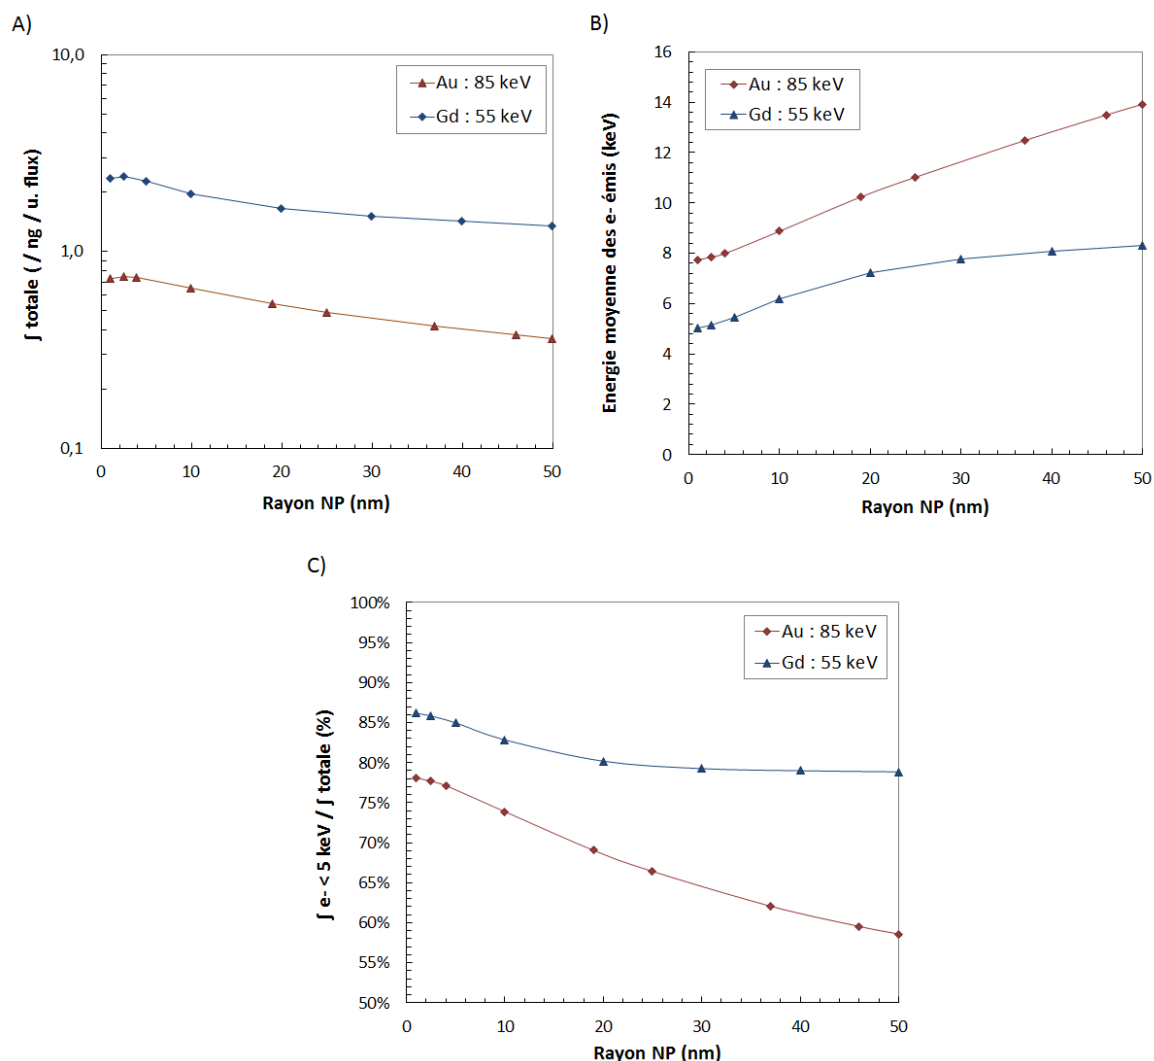 A)
10,0
1,0
0,1
0 10 20 30 40 50
Rayon NP (nm)
∫ totale ( / ng / u. flux)
Au : 85 keV
Gd : 55 keV
B)
16
14
12
10
8
6
4
2
0
0 10 20 30 40 50
Rayon NP (nm)
Energie moyenne des e- émis (keV)
Au : 85 keV
Gd : 55 keV
C)
100%
95%
90%
85%
80%
75%
70%
65%
60%
55%
50%
0 10 20 30 40 50
Rayon NP (nm)
∫ e- < 5 keV / ∫ totale (%)
Au : 85 keV
Gd : 55 keV